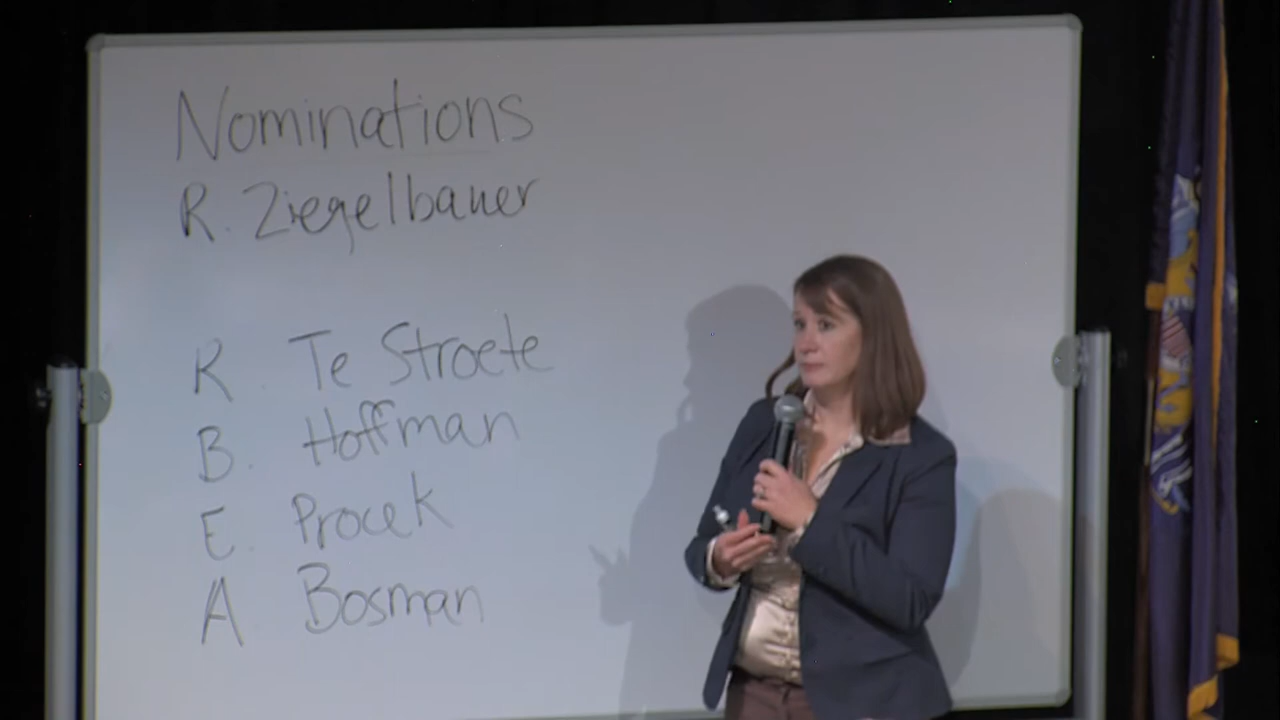 Nominations
R. Ziegelbauer
R. Te Stroete
B. Hoffman
E. Procek
A Bosman